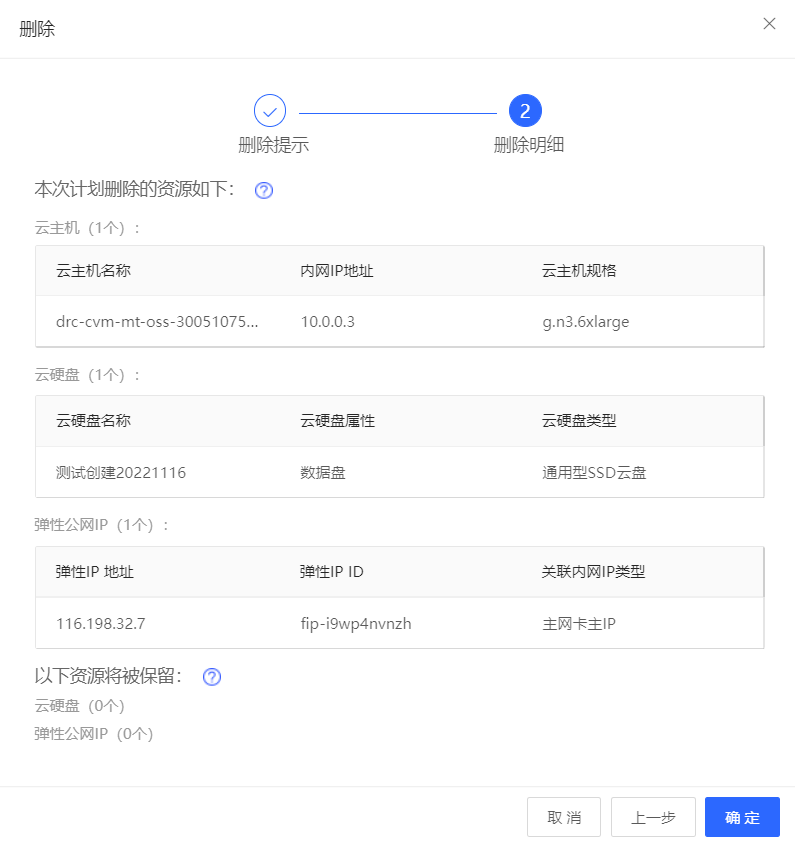 删除
2
删除提示 删除明细
本次计划删除的资源如下： ?
云主机（1个）:
云主机名称 内网IP地址 云主机规格
drc-cvm-mt-oss-30051075... 10.0.0.3 g.n3.6xlarge
云硬盘（1个）:
云硬盘名称 云硬盘属性 云硬盘类型
测试创建20221116 数据盘 通用型SSD云盘
弹性公网IP（1个）:
弹性IP 地址 弹性IP ID 关联内网IP类型
116.198.32.7 fip-i9wp4nvnzh 主网卡主IP
以下资源将被保留： ?
云硬盘（0个）
弹性公网IP（0个）
取消 上一步 确定